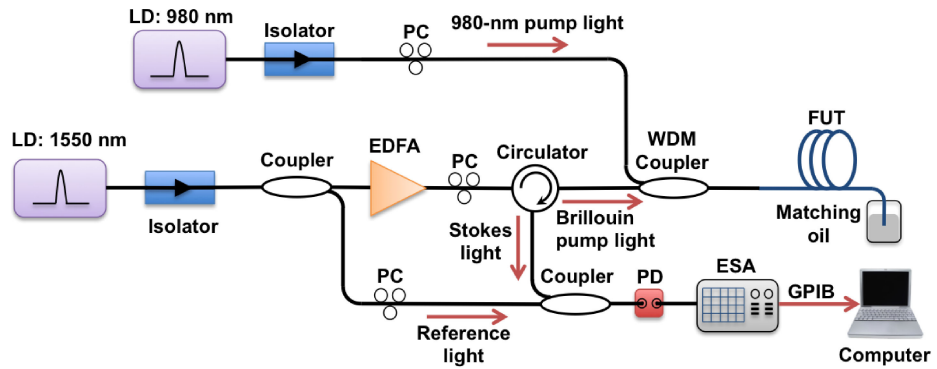 LD: 980 nm
Isolator
PC
980-nm pump light
LD: 1550 nm
Isolator
Coupler
EDFA
PC
Circulator
WDM
Coupler
FUT
Stokes
light
Brillouin
pump light
Matching
oil
PC
Reference
light
Coupler
PD
ESA
GPIB
Computer